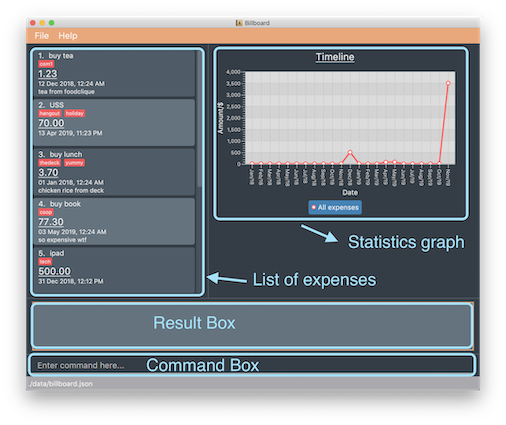 Billboard
File Help
1. buy tea
com1
1.23
12 Dec 2018, 12:24 AM
tea from foodclique
2. USS
hangout holiday
70.00
13 Apr 2019, 11:23 PM
3. buy lunch
thedeck yummy
3.70
01 Jan 2018, 12:24 AM
chicken rice from deck
4. buy book
coop
77.30
03 May 2019, 12:24 AM
so expensive wtf
5. ipad
tech
500.00
31 Dec 2018, 12:12 PM
Timeline
Amount/$
4,000
3,500
3,000
2,500
2,000
1,500
1,000
500
0
Jan'18
Feb'18
Date
All expenses
Statistics graph
List of expenses
Result Box
Enter command here...
Command Box
./data/billboard.json